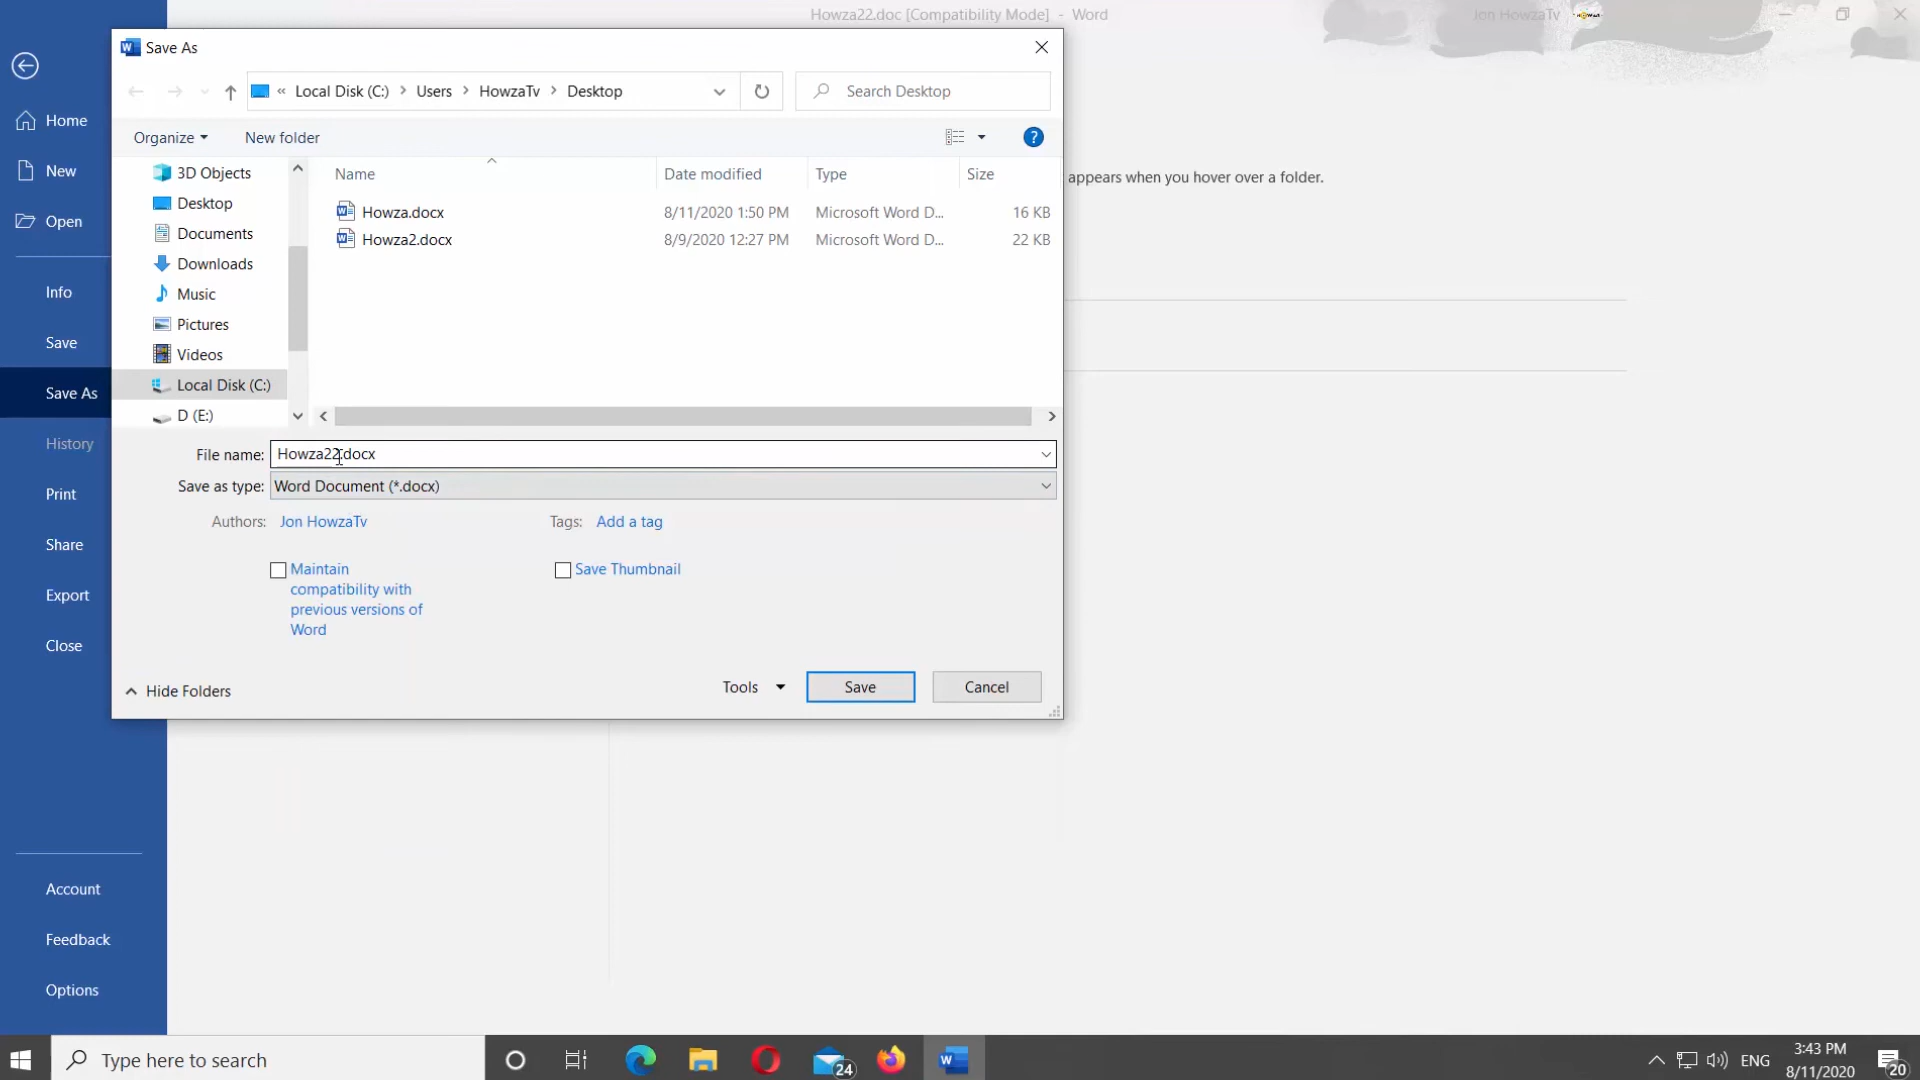 Howza22.doc [Compatibility Mode] - Word
Jon HowzaTv
Save As
« Local Disk (C:) > Users > HowzaTv > Desktop
Search Desktop
Organize
New folder
Home
New
Open
Info
Save
Save As
History
Print
Share
Export
Close
Account
Feedback
Options
3D Objects
Desktop
Documents
Downloads
Music
Pictures
Videos
Local Disk (C:)
D (E:)
Name Date modified Type Size
Howza.docx 8/11/2020 1:50 PM Microsoft Word D... 16 KB
Howza2.docx 8/9/2020 12:27 PM Microsoft Word D... 22 KB
appears when you hover over a folder.
File name: Howza22.docx
Save as type: Word Document (*.docx)
Authors: Jon HowzaTv
Tags: Add a tag
Maintain
compatibility with
previous versions of
Word
Save Thumbnail
Hide Folders
Tools
Save
Cancel
Type here to search
24
ENG
3:43 PM
8/11/2020
20